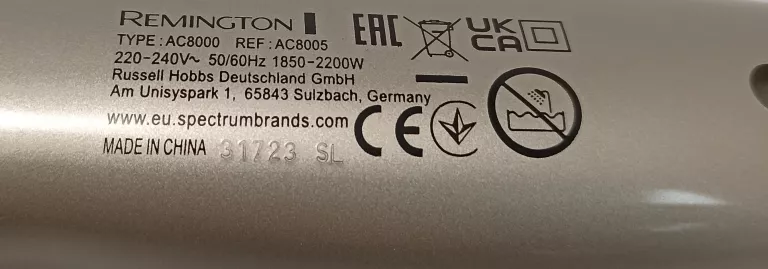 REMINGTON
TYPE : AC8000 REF : AC8005
220-240V~ 50/60Hz 1850-2200W
Russell Hobbs Deutschland GmbH
Am Unisyspark 1, 65843 Sulzbach, Germany
www.eu.spectrumbrands.com
MADE IN CHINA 31723 SL
EAC
UK
CA
CE